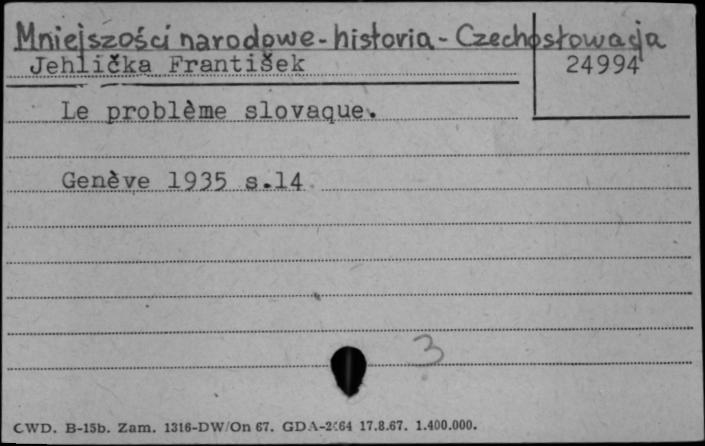 Mniejszości narodowe - historia - Czechosłowacja
Jehlička František 24994
Le problème slovaque.
Genève 1935 s.14
3
CWD. B-15b. Zam. 1316-DW/On 67. GDA-2664 17.8.67. 1.400.000.